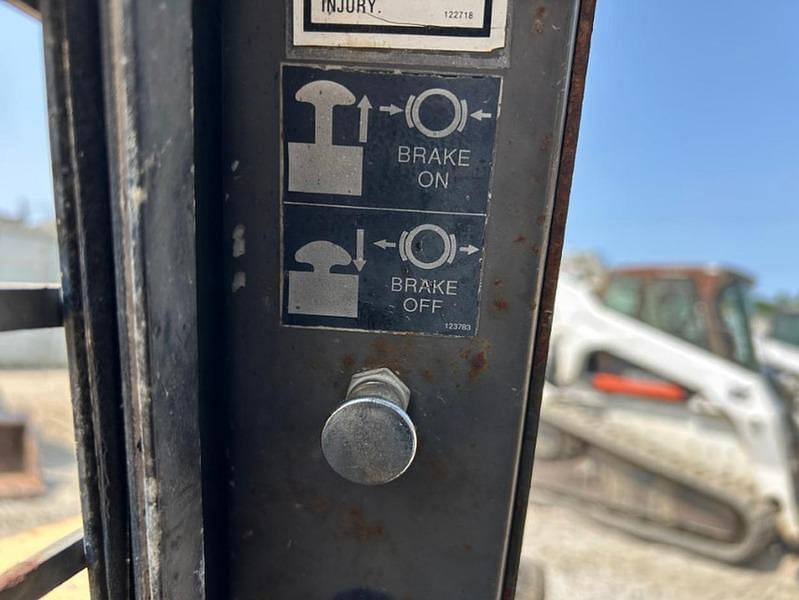 INJURY.
122718
BRAKE
ON
BRAKE
OFF
123783